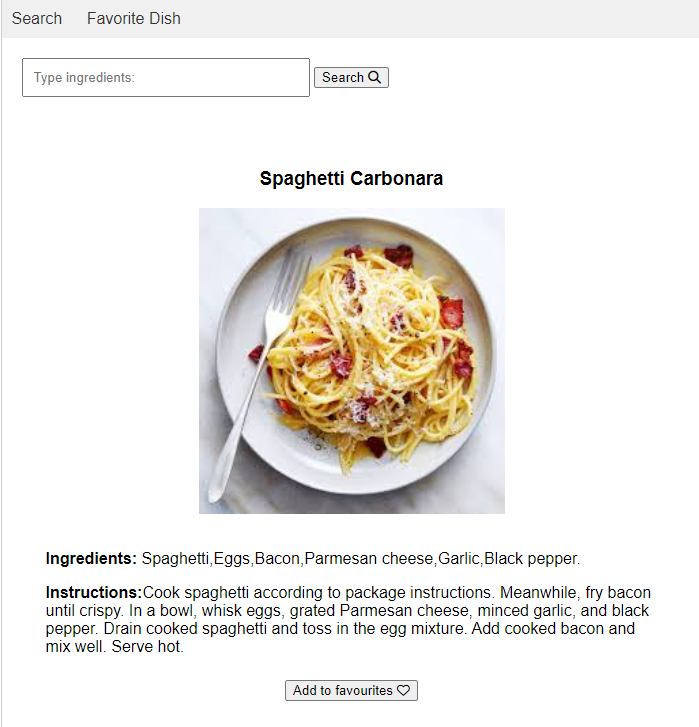 Search Favorite Dish
Type ingredients: Search
Spaghetti Carbonara
Ingredients: Spaghetti,Eggs,Bacon,Parmesan cheese,Garlic,Black pepper.
Instructions:Cook spaghetti according to package instructions. Meanwhile, fry bacon
until crispy. In a bowl, whisk eggs, grated Parmesan cheese, minced garlic, and black
pepper. Drain cooked spaghetti and toss in the egg mixture. Add cooked bacon and
mix well. Serve hot.
Add to favourites